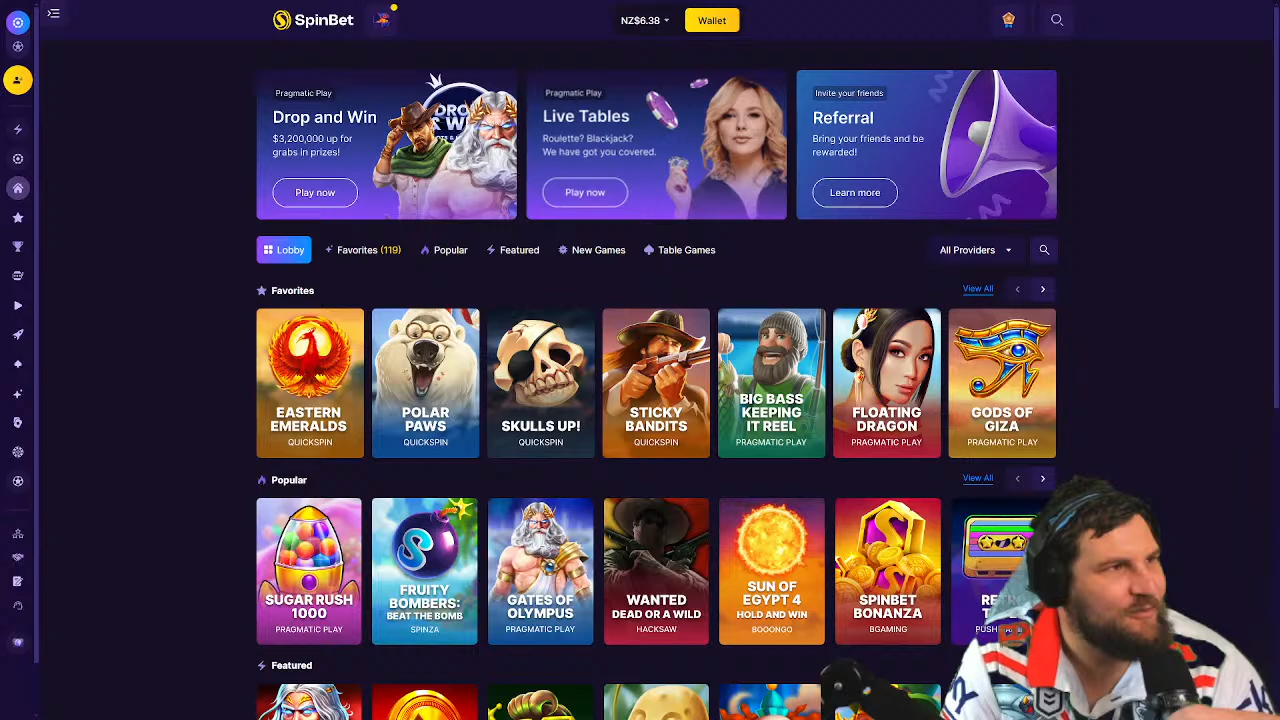 SpinBet
NZ$6.38
Wallet
Pragmatic Play
Drop and Win
$3,200,000 up for
grabs in prizes!
Play now
Pragmatic Play
Live Tables
Roulette? Blackjack?
We have got you covered.
Play now
Invite your friends
Referral
Bring your friends and be
rewarded!
Learn more
Lobby
Favorites (119)
Popular
Featured
New Games
Table Games
All Providers
Favorites
View All
EASTERN
EMERALDS
QUICKSPIN
POLAR
PAWS
QUICKSPIN
SKULLS UP!
QUICKSPIN
STICKY
BANDITS
QUICKSPIN
BIG BASS
KEEPING
IT REEL
PRAGMATIC PLAY
FLOATING
DRAGON
PRAGMATIC PLAY
GODS OF
GIZA
PRAGMATIC PLAY
Popular
View All
SUGAR RUSH
1000
PRAGMATIC PLAY
FRUITY
BOMBERS:
BEAT THE BOMB
SPINZA
GATES OF
OLYMPUS
PRAGMATIC PLAY
WANTED
DEAD OR A WILD
HACKSAW
SUN OF
EGYPT 4
HOLD AND WIN
BOOONGO
SPINBET
BONANZA
BGAMING
Featured